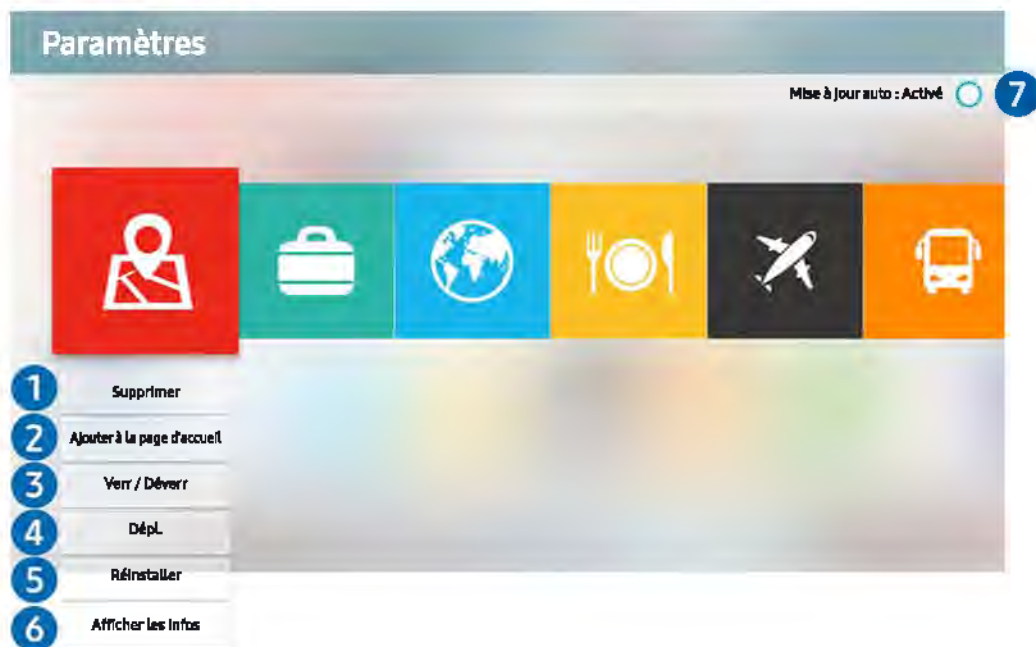 Paramètres
Mise à jour auto : Activé 7
1 Supprimer
2 Ajouter à la page d'accueil
3 Verr / Déverr
4 Dépl.
5 Réinstaller
6 Afficher les infos